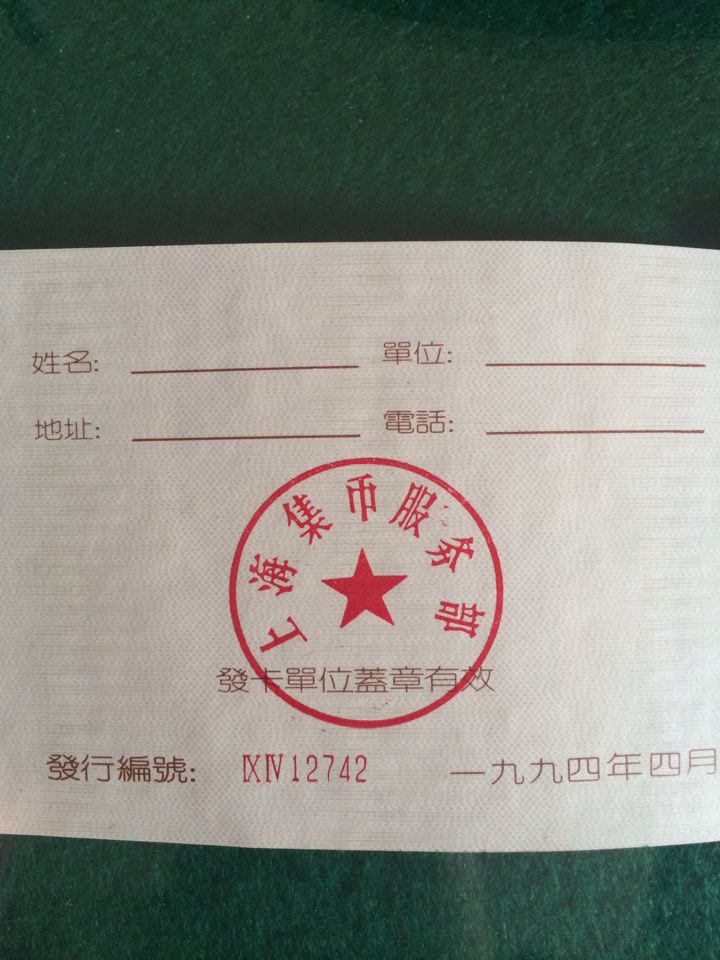 姓名: 單位:
地址: 電話:
上海集币服务部
發卡單位蓋章有效
發行編號: ⅨⅣ12742 一九九四年四月